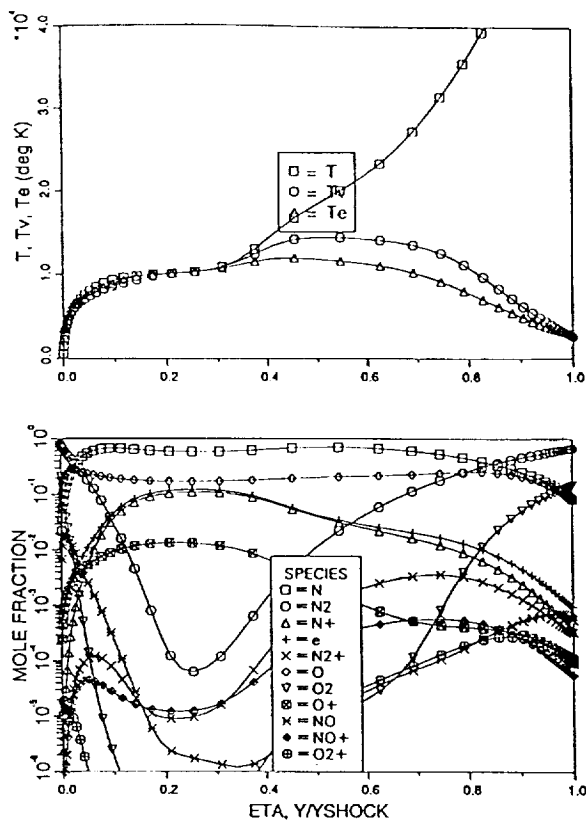 *10⁴
4.0
3.0
2.0
1.0
0.0
T, Tv, Te (deg K)
□ = T
○ = Tv
△ = Te
0.0 0.2 0.4 0.6 0.8 1.0
10⁰
10⁻¹
10⁻²
10⁻³
10⁻⁴
10⁻⁵
10⁻⁶
MOLE FRACTION
SPECIES
□ = N
○ = N2
△ = N+
+ = e
× = N2+
◇ = O
▽ = O2
⊠ = O+
× = NO
◆ = NO+
⊕ = O2+
0.0 0.2 0.4 0.6 0.8 1.0
ETA, Y/YSHOCK